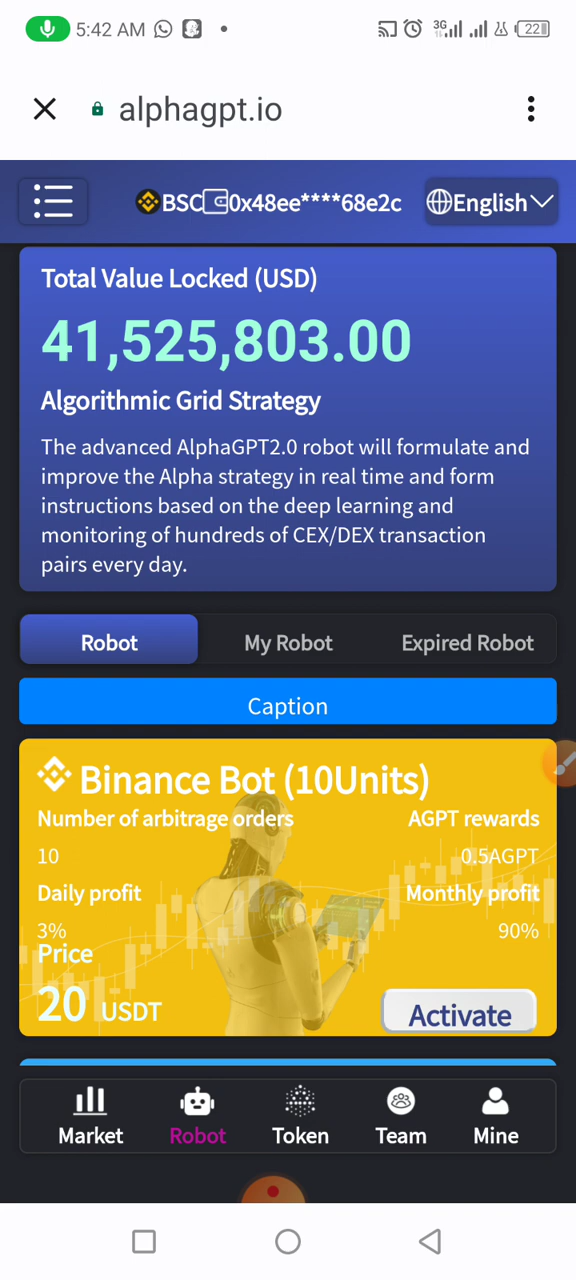 5:42 AM
3G
22
alphagpt.io
BSC 0x48ee****68e2c
English
Total Value Locked (USD)
41,525,803.00
Algorithmic Grid Strategy
The advanced AlphaGPT2.0 robot will formulate and
improve the Alpha strategy in real time and form
instructions based on the deep learning and
monitoring of hundreds of CEX/DEX transaction
pairs every day.
Robot
My Robot
Expired Robot
Caption
Binance Bot (10Units)
Number of arbitrage orders
AGPT rewards
10
0.5AGPT
Daily profit
Monthly profit
3%
90%
Price
20 USDT
Activate
Market
Robot
Token
Team
Mine